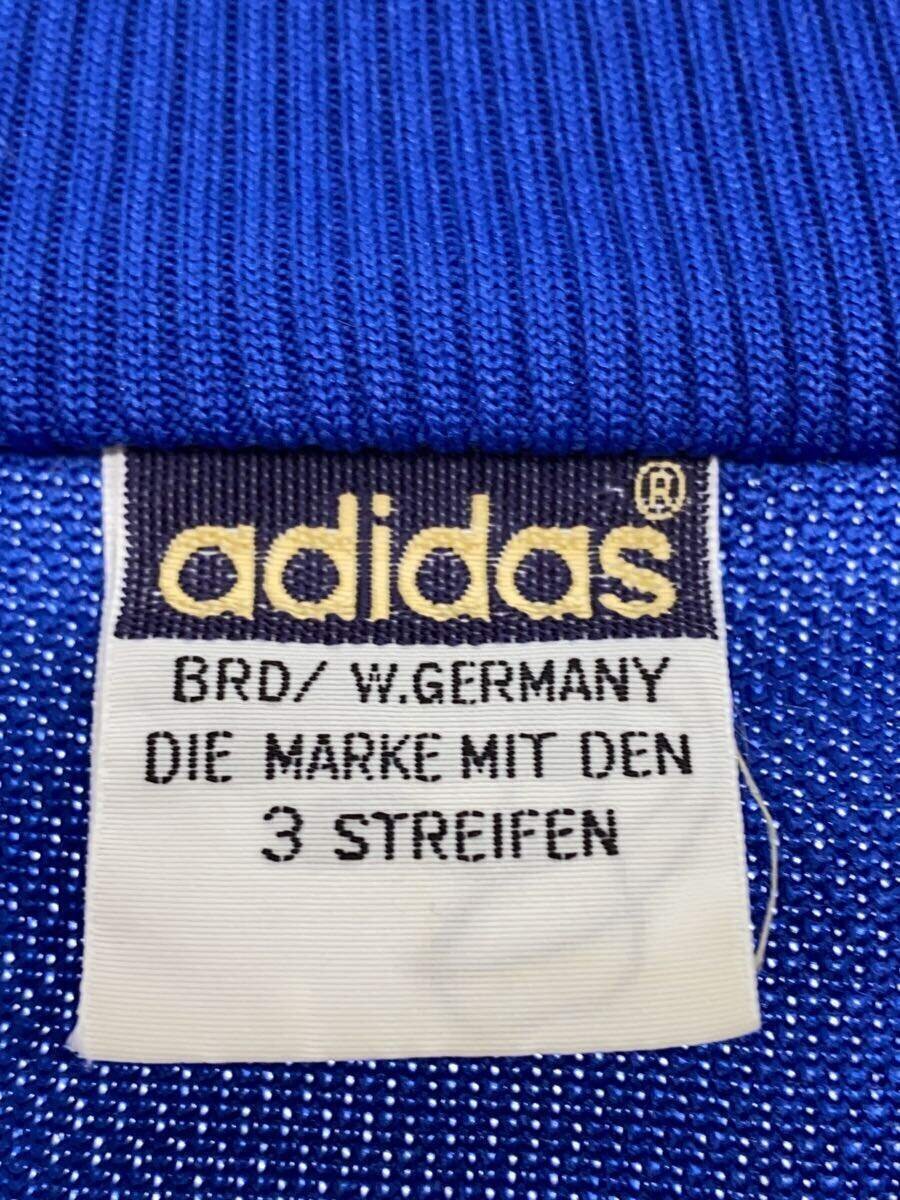 adidas®
BRD/ W.GERMANY
DIE MARKE MIT DEN
3 STREIFEN